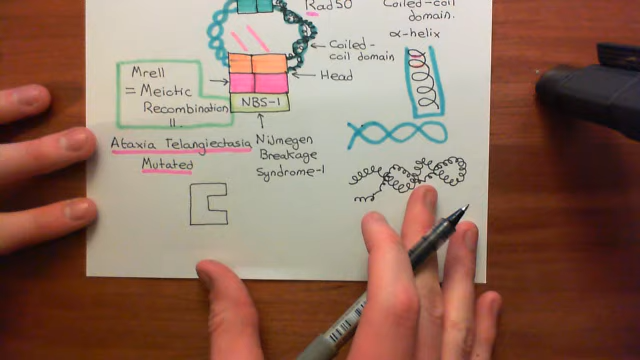 Rad50
Coiled-coil
domain.
α-helix
Coiled-
coil domain
Head
Mre11
= Meiotic
Recombination
11
NBS-1
Ataxia Telangiectasia
Mutated
Nijmegen
Breakage
Syndrome-1